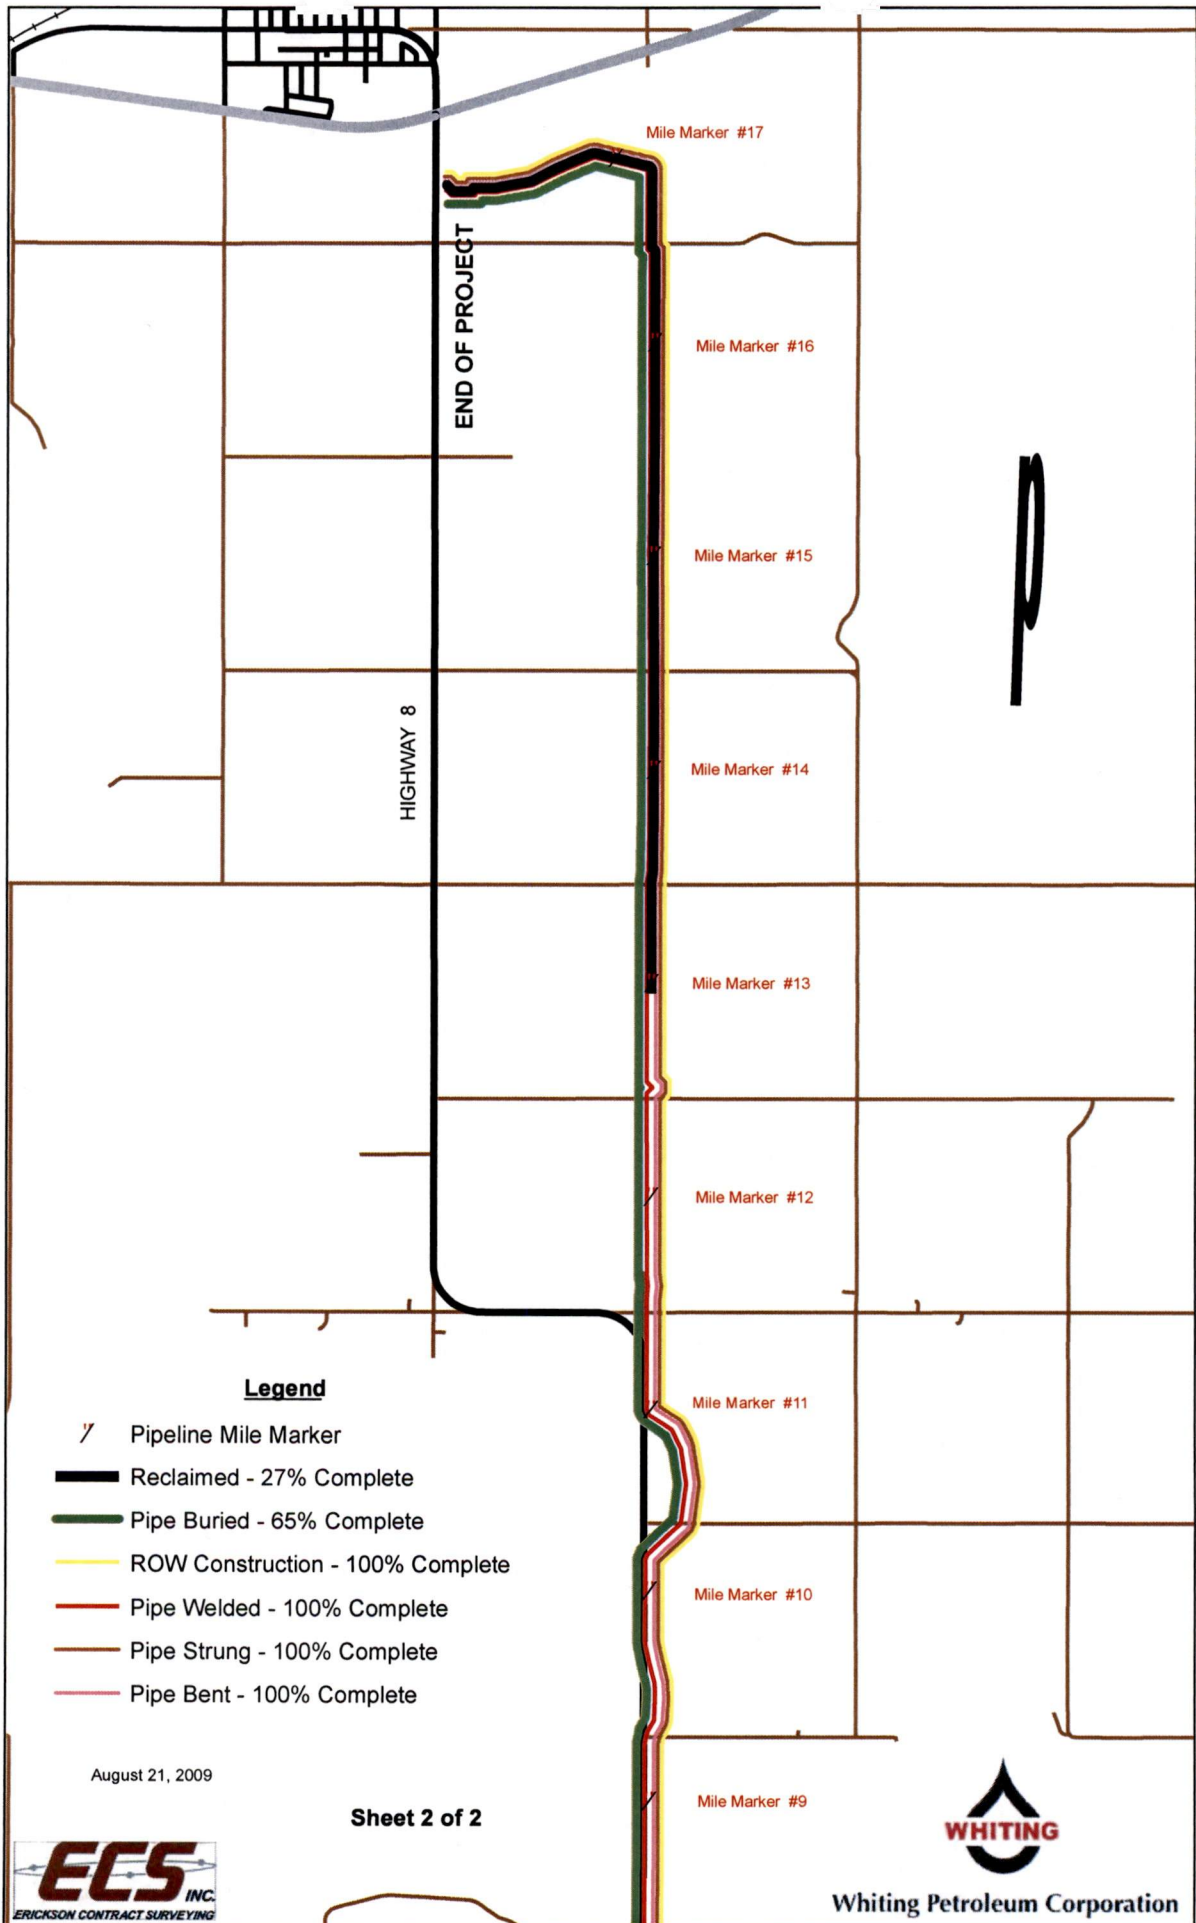 Mile Marker #17
END OF PROJECT
Mile Marker #16
Mile Marker #15
HIGHWAY 8
Mile Marker #14
Mile Marker #13
Mile Marker #12
Mile Marker #11
Mile Marker #10
Mile Marker #9
Legend
Pipeline Mile Marker
Reclaimed - 27% Complete
Pipe Buried - 65% Complete
ROW Construction - 100% Complete
Pipe Welded - 100% Complete
Pipe Strung - 100% Complete
Pipe Bent - 100% Complete
August 21, 2009
Sheet 2 of 2
ECS INC.
ERICKSON CONTRACT SURVEYING
WHITING
Whiting Petroleum Corporation